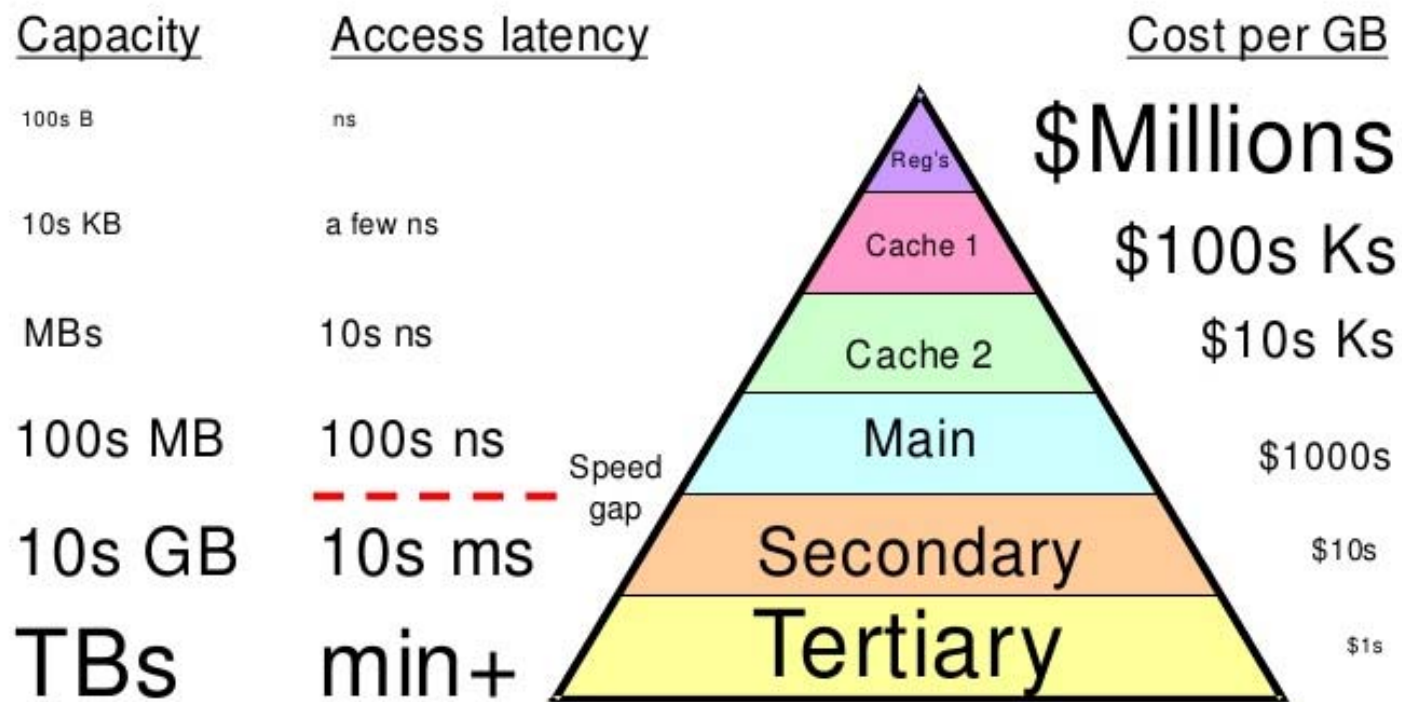 Capacity Access latency Cost per GB
100s B ns Reg's $Millions
10s KB a few ns Cache 1 $100s Ks
MBs 10s ns Cache 2 $10s Ks
100s MB 100s ns Main $1000s
Speed
gap
10s GB 10s ms Secondary $10s
TBs min+ Tertiary $1s